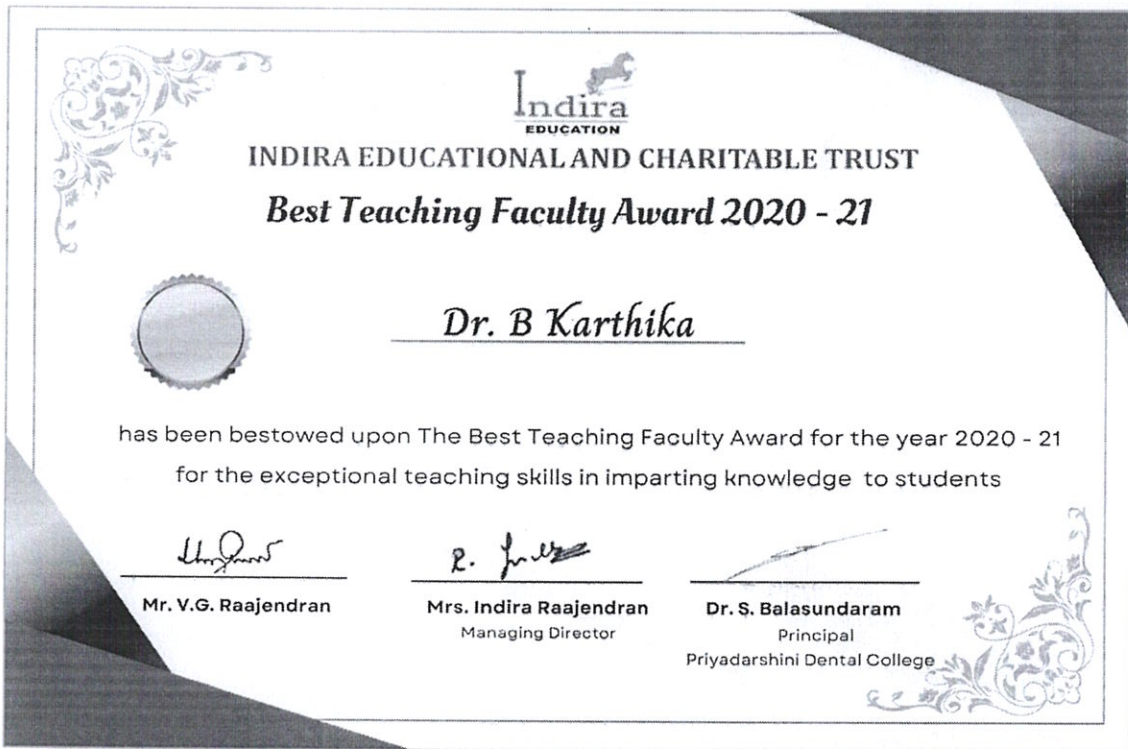 Indira
EDUCATION
INDIRA EDUCATIONAL AND CHARITABLE TRUST
Best Teaching Faculty Award 2020 - 21
Dr. B Karthika
has been bestowed upon The Best Teaching Faculty Award for the year 2020 - 21
for the exceptional teaching skills in imparting knowledge to students
R.
Mr. V.G. Raajendran
Mrs. Indira Raajendran
Dr. S. Balasundaram
Managing Director
Principal
Priyadarshini Dental College